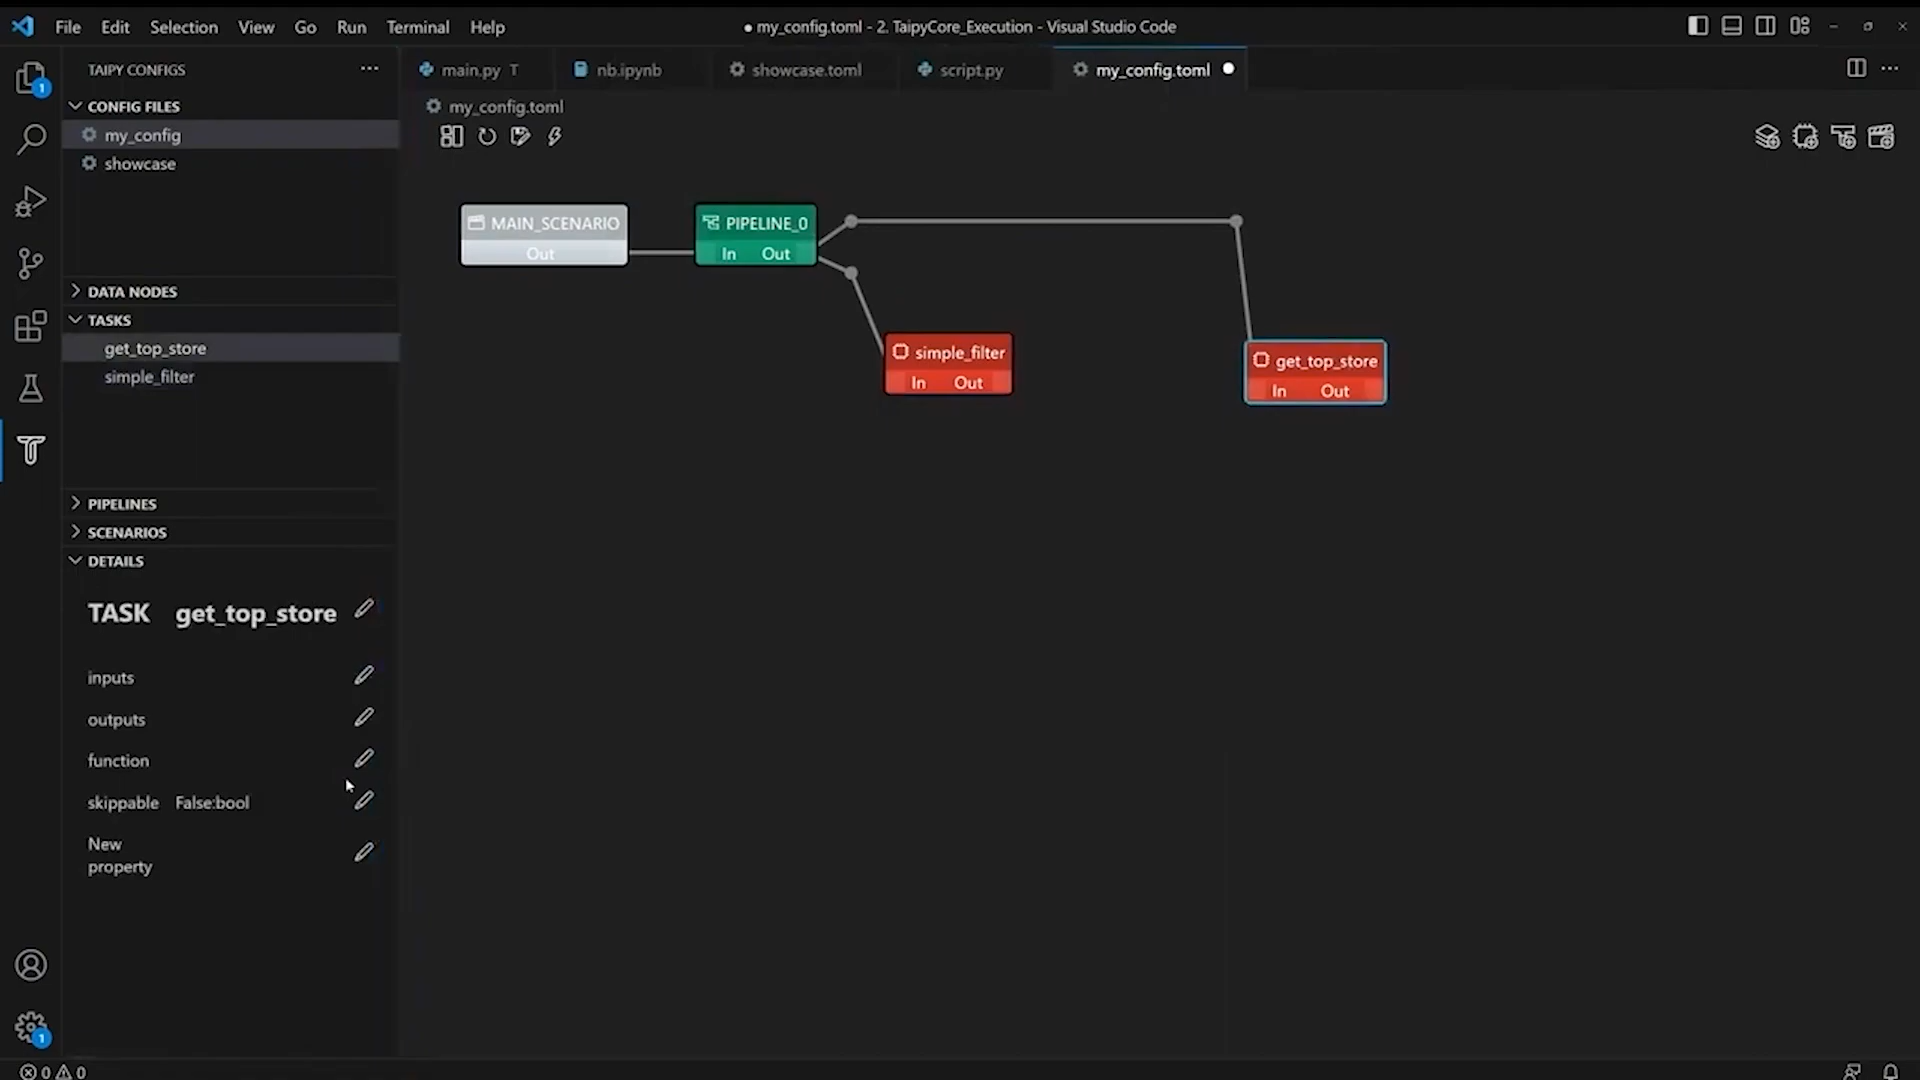 File Edit Selection View Go Run Terminal Help
● my_config.toml - 2. TaipyCore_Execution - Visual Studio Code
TAIPY CONFIGS
main.py T
nb.ipynb
showcase.toml
script.py
my_config.toml
1
CONFIG FILES
my_config
showcase
my_config.toml
MAIN_SCENARIO
Out
PIPELINE_0
In Out
simple_filter
In Out
get_top_store
In Out
DATA NODES
TASKS
get_top_store
simple_filter
PIPELINES
SCENARIOS
DETAILS
TASK get_top_store
inputs
outputs
function
skippable False:bool
New
property
1
0 0